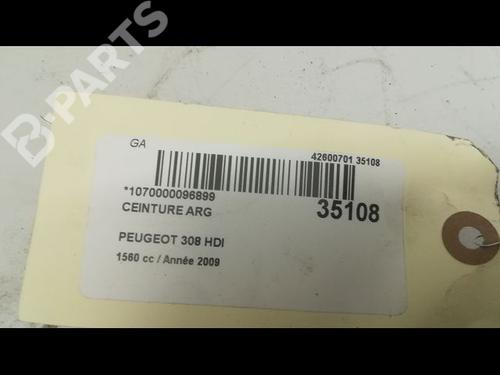 B PARTS
GA
42600701 35108
*1070000096899
CEINTURE ARG
35108
PEUGEOT 308 HDI
1560 cc / Année 2009